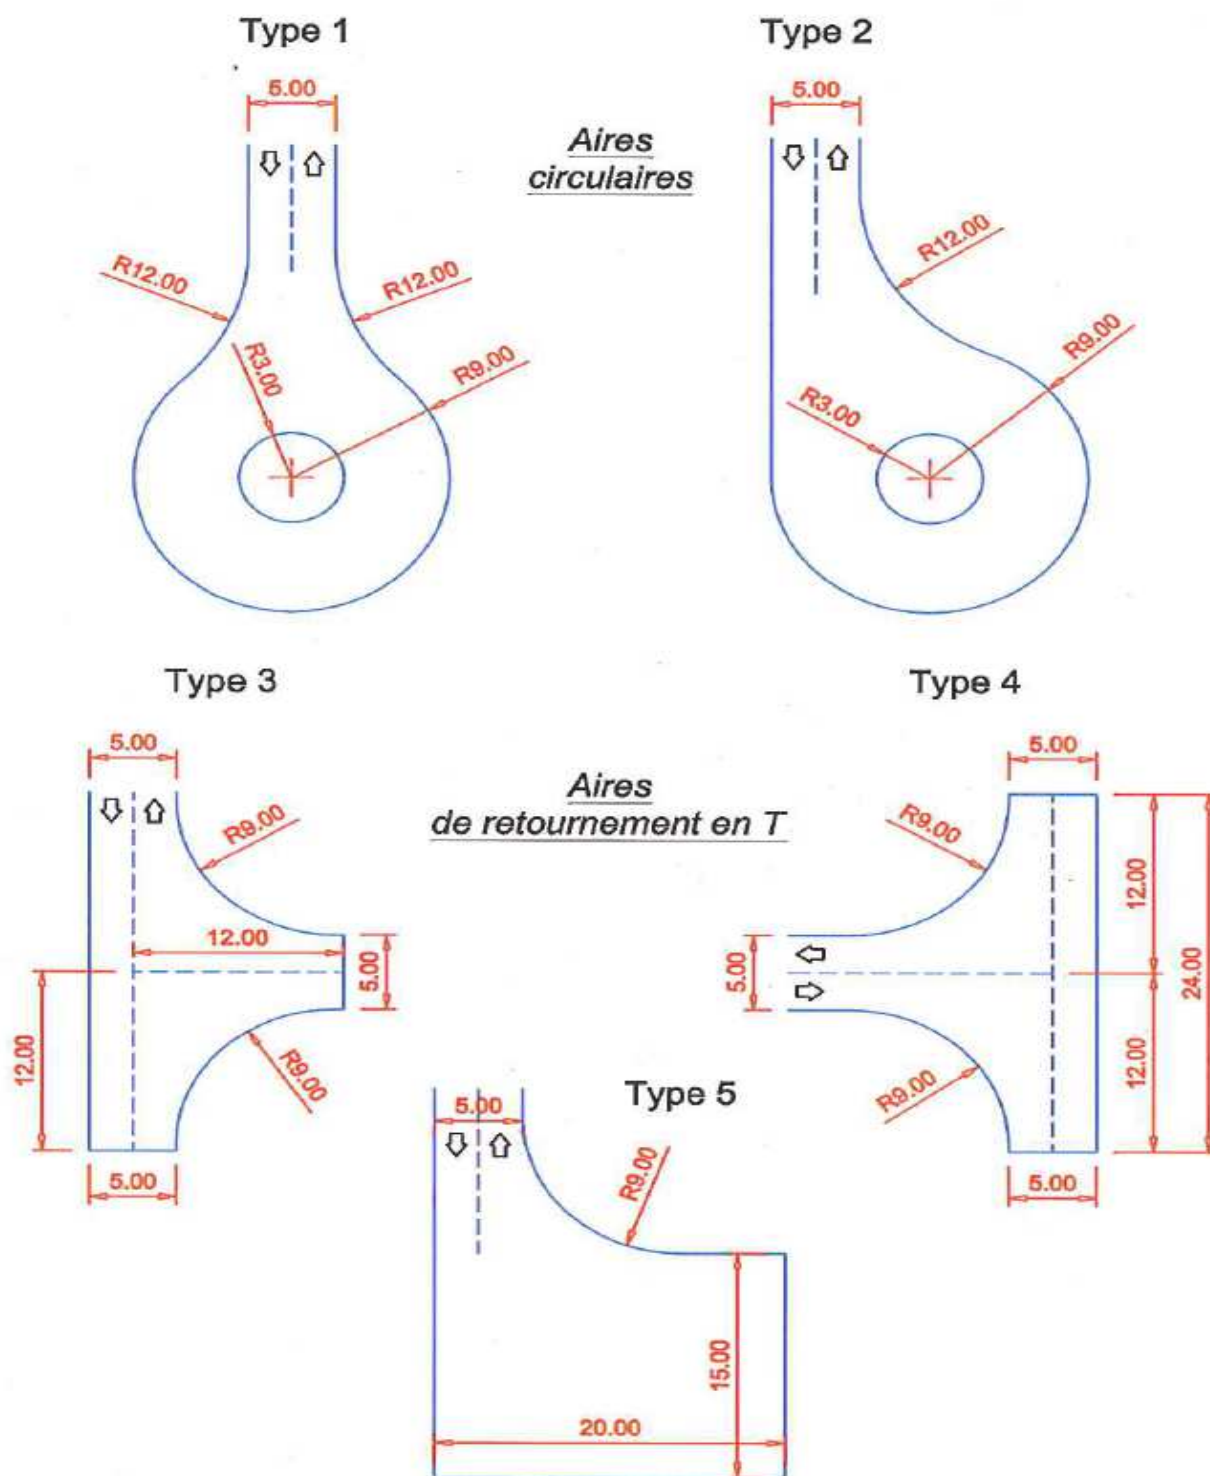 Type 1
Type 2
5.00
5.00
Aires
circulaires
R12.00
R12.00
R12.00
R3.00
R9.00
R3.00
R9.00
Type 3
Type 4
5.00
5.00
Aires
de retournement en T
R9.00
R9.00
12.00
12.00
5.00
5.00
24.00
12.00
R9.00
12.00
R9.00
Type 5
5.00
5.00
5.00
R9.00
15.00
20.00